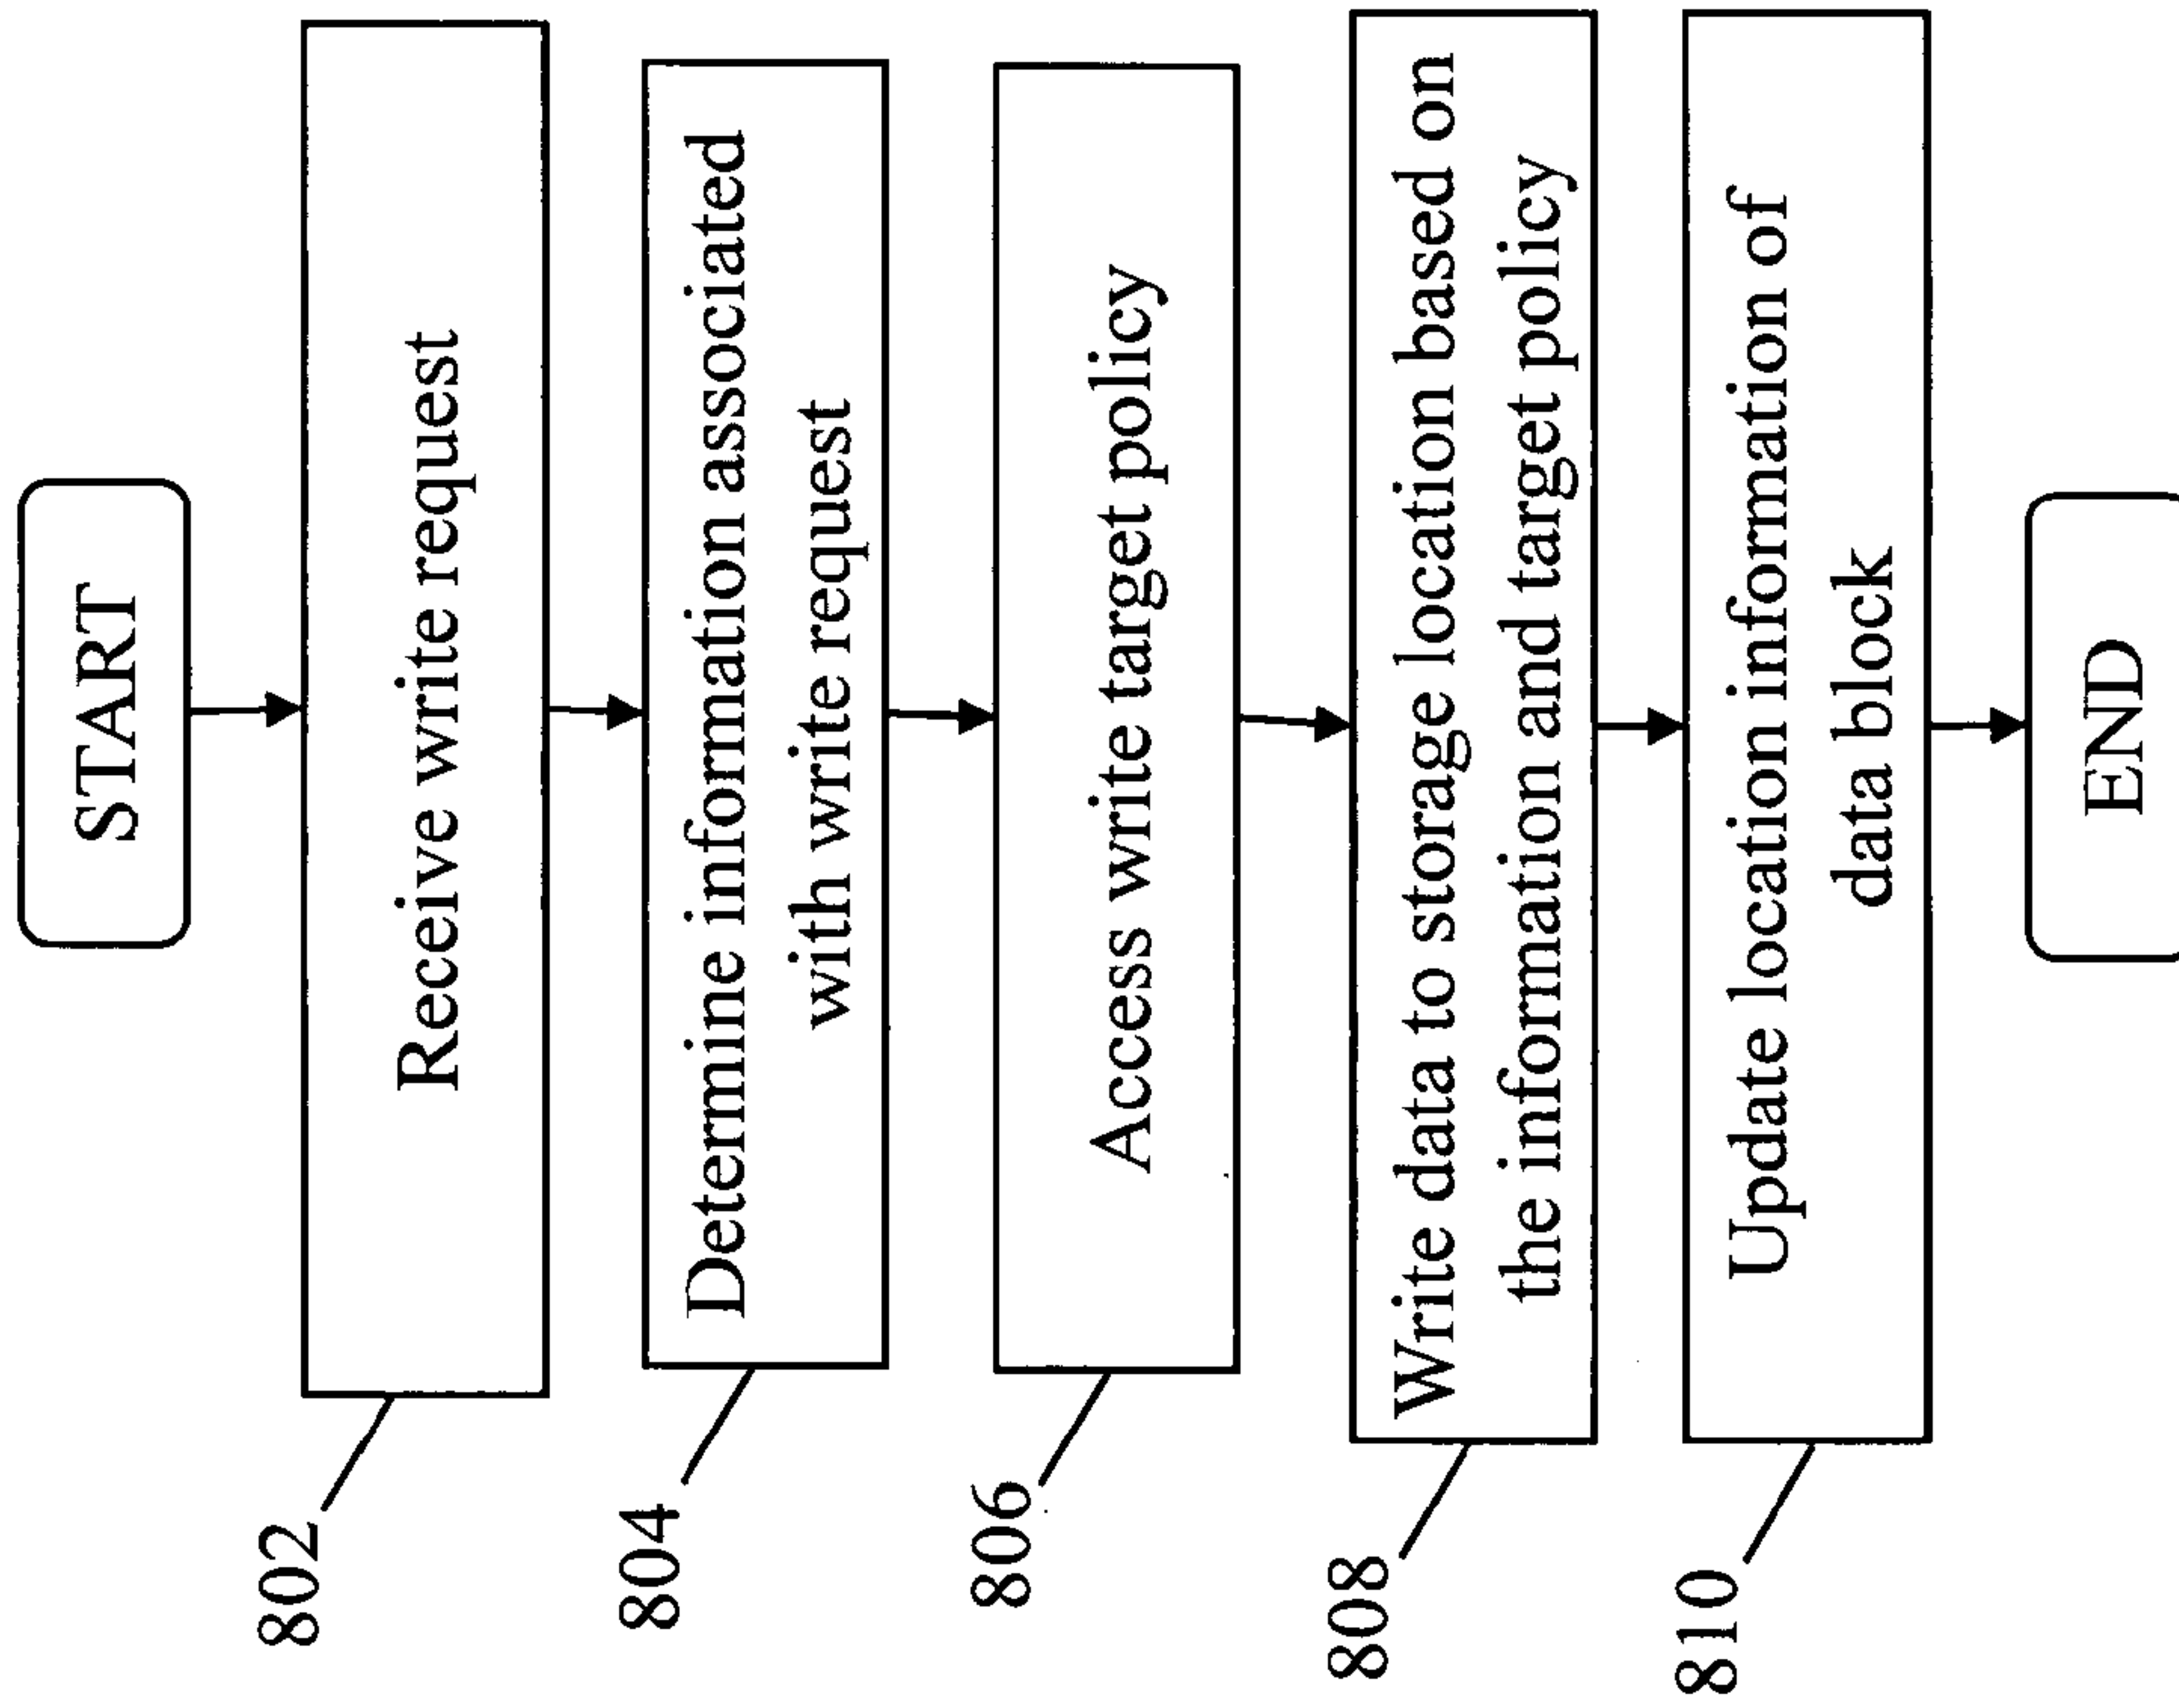 START
802
Receive write request
804
Determine information associated
with write request
806
Access write target policy
808
Write data to storage location based on
the information and target policy
810
Update location information of
data block
END